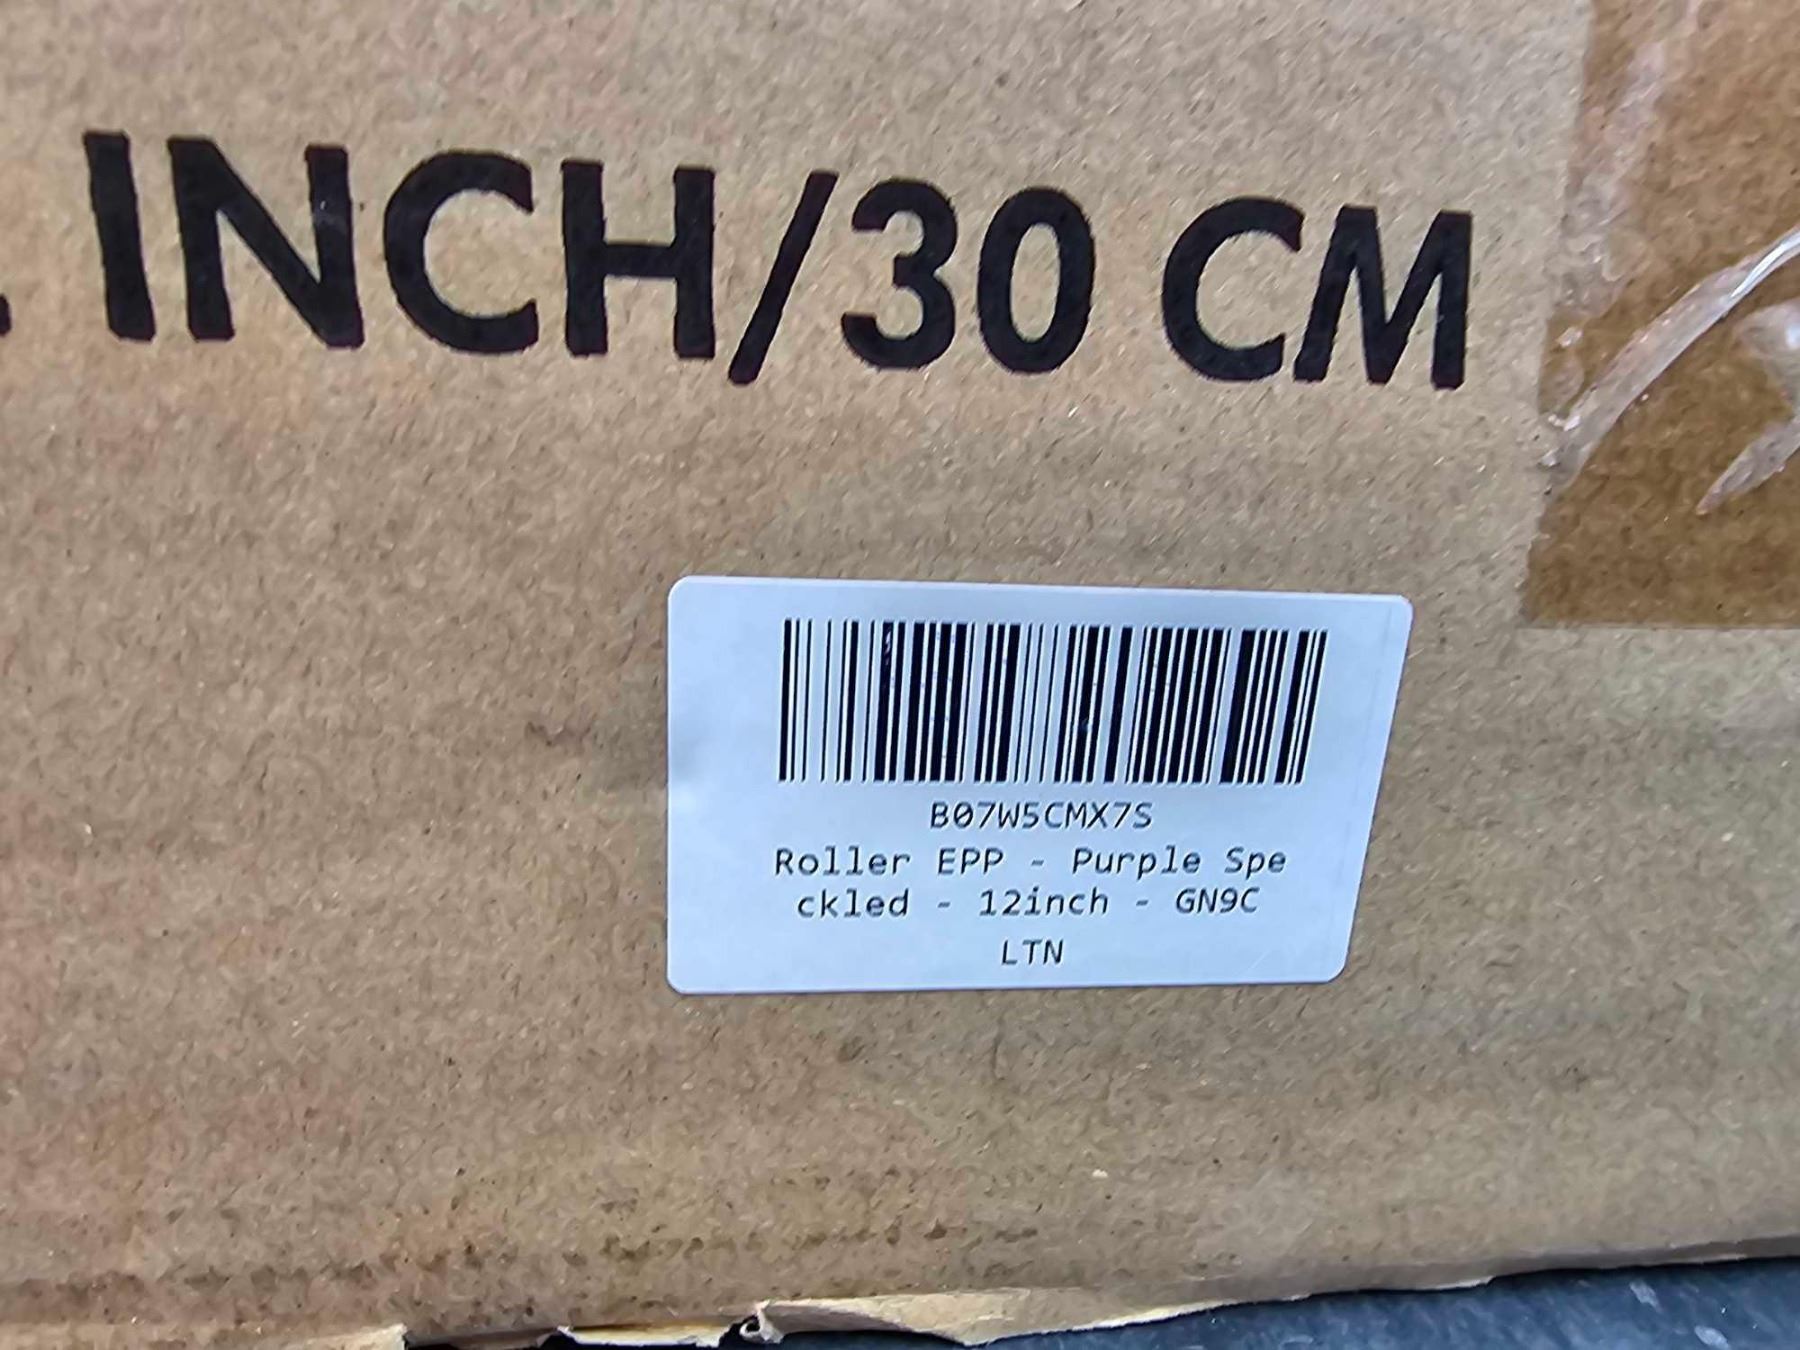 INCH/30 CM
B07W5CMX7S
Roller EPP - Purple Spe
ckled - 12inch - GN9C
LTN